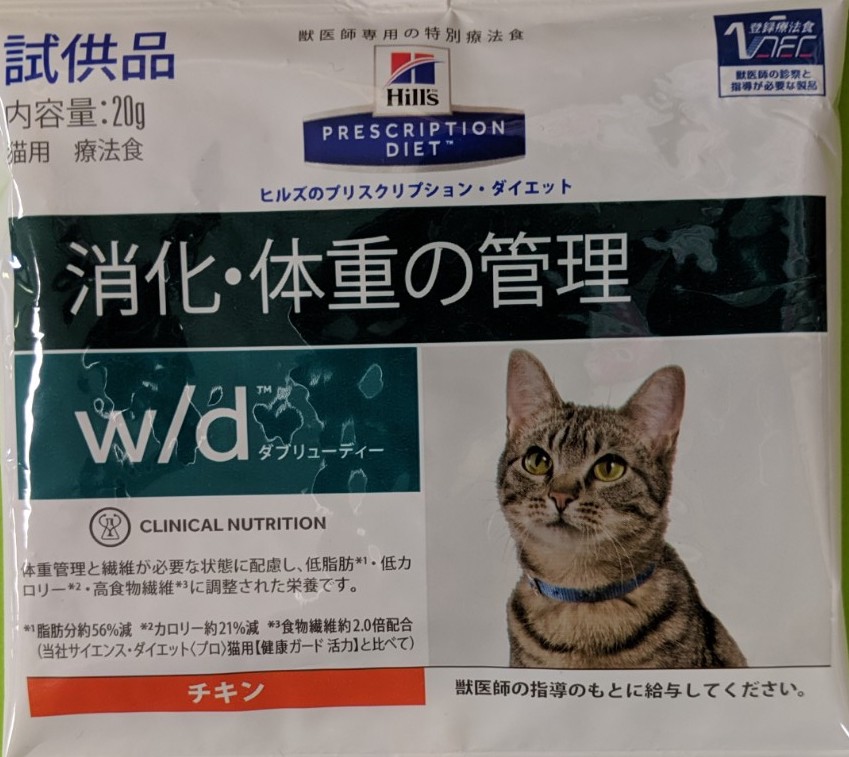 試供品
内容量:20g
猫用 療法食
獣医師専用の特別療法食
Hill's
PRESCRIPTION
DIET™
ヒルズのプリスクリプション・ダイエット
登録療法食
獣医師の診察と
指導が必要な製品
消化・体重の管理
w/d™
ダブリューディー
CLINICAL NUTRITION
体重管理と繊維が必要な状態に配慮し、低脂肪*1・低カ
ロリー*2・高食物繊維*3に調整された栄養です。
*1脂肪分約56%減 *2カロリー約21%減 *3食物繊維約2.0倍配合
(当社サイエンス・ダイエット〈プロ〉猫用【健康ガード 活力】と比べて)
チキン
獣医師の指導のもとに給与してください。